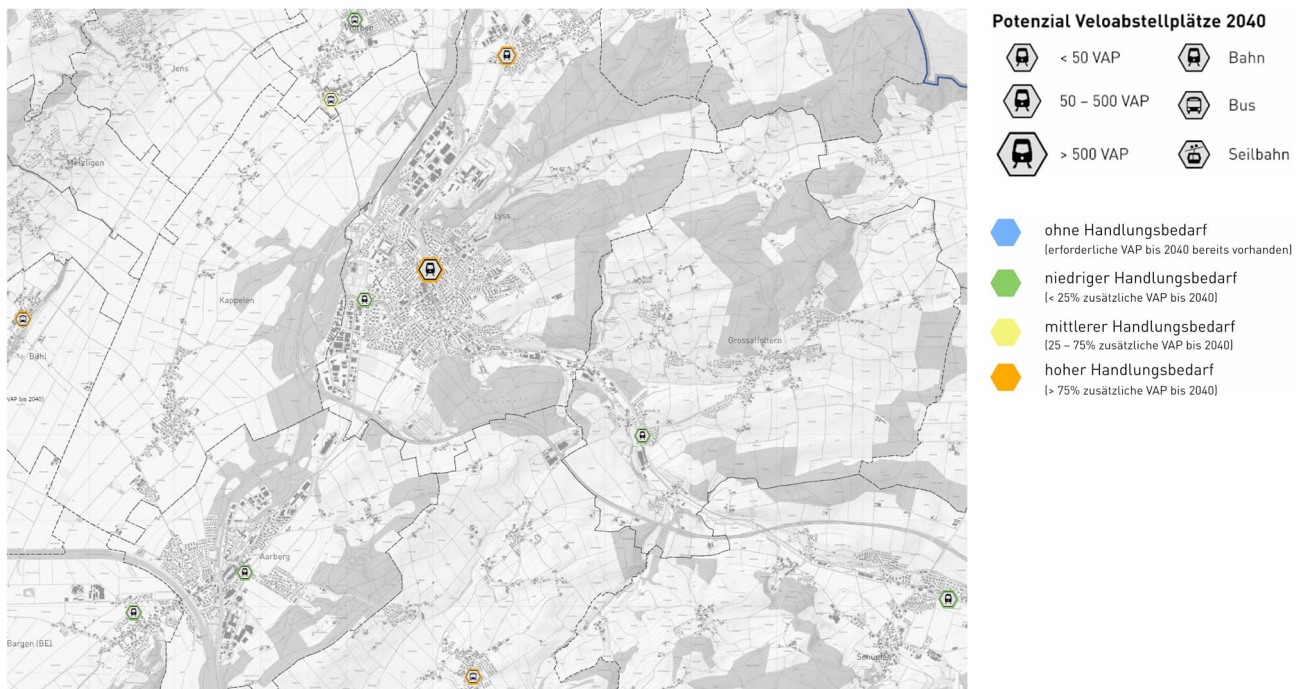 Potenzial Veloabstellplätze 2040
< 50 VAP
Bahn
50 – 500 VAP
Bus
> 500 VAP
Seilbahn
ohne Handlungsbedarf
(erforderliche VAP bis 2040 bereits vorhanden)
niedriger Handlungsbedarf
(< 25% zusätzliche VAP bis 2040)
mittlerer Handlungsbedarf
(25 – 75% zusätzliche VAP bis 2040)
hoher Handlungsbedarf
(> 75% zusätzliche VAP bis 2040)
Worben
Jens
Merzligen
Lyss
Kappelen
Grossaffoltern
Bühl
VAP bis 2040)
Aarberg
Bargen (BE)
Schüpfen